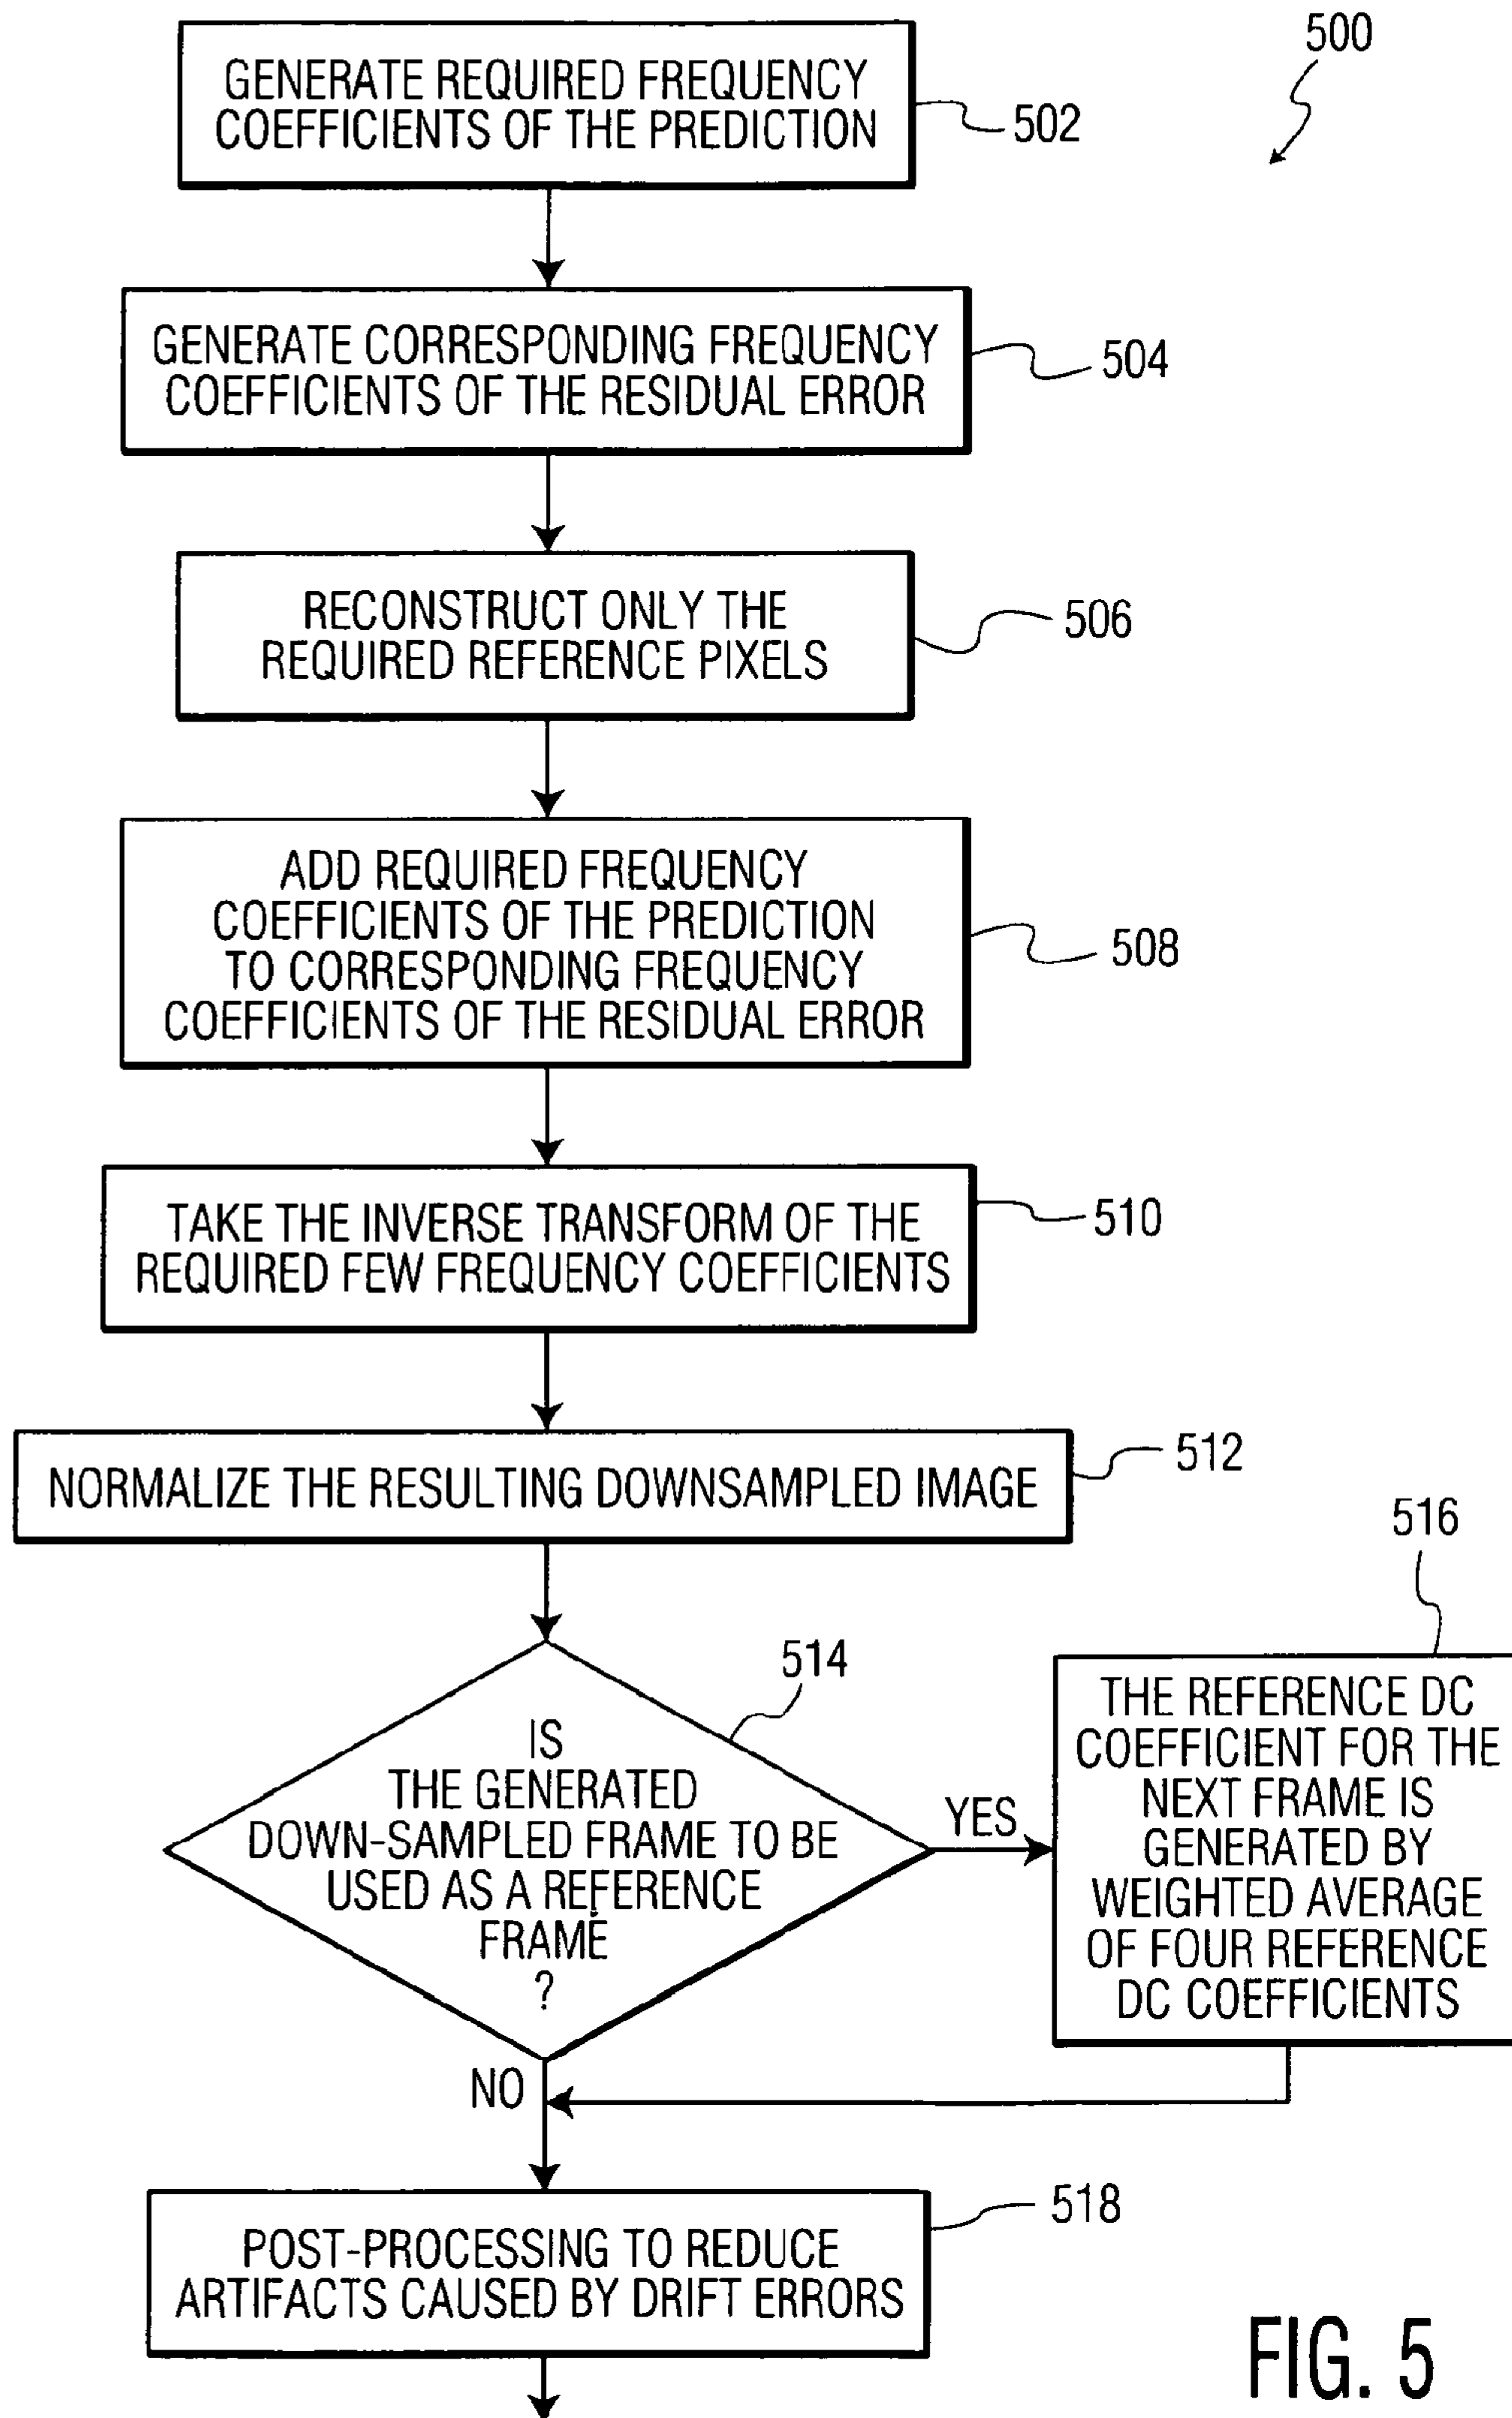 500
GENERATE REQUIRED FREQUENCY
COEFFICIENTS OF THE PREDICTION
502
GENERATE CORRESPONDING FREQUENCY
COEFFICIENTS OF THE RESIDUAL ERROR
504
RECONSTRUCT ONLY THE
REQUIRED REFERENCE PIXELS
506
ADD REQUIRED FREQUENCY
COEFFICIENTS OF THE PREDICTION
TO CORRESPONDING FREQUENCY
COEFFICIENTS OF THE RESIDUAL ERROR
508
TAKE THE INVERSE TRANSFORM OF THE
REQUIRED FEW FREQUENCY COEFFICIENTS
510
NORMALIZE THE RESULTING DOWNSAMPLED IMAGE
512
514
IS
THE GENERATED
DOWN-SAMPLED FRAME TO BE
USED AS A REFERENCE
FRAME
?
YES
516
THE REFERENCE DC
COEFFICIENT FOR THE
NEXT FRAME IS
GENERATED BY
WEIGHTED AVERAGE
OF FOUR REFERENCE
DC COEFFICIENTS
NO
POST-PROCESSING TO REDUCE
ARTIFACTS CAUSED BY DRIFT ERRORS
518
FIG. 5